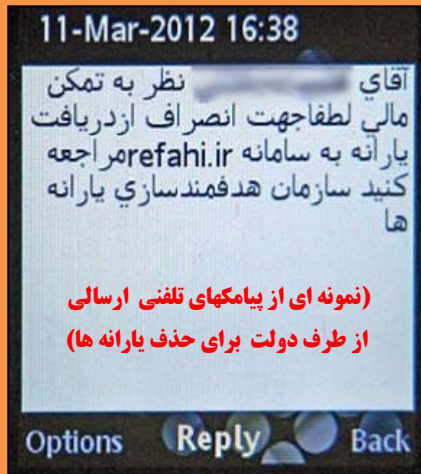 11-Mar-2012 16:38
آقاي نظر به تمكن
مالي لطفاجهت انصراف ازدريافت
يارانه به سامانه refahi.irمراجعه
كنيد سازمان هدفمندسازي يارانه
ها
(نمونه ای از پیامکهای تلفنی ارسالی
از طرف دولت برای حذف یارانه ها)
Options Reply Back